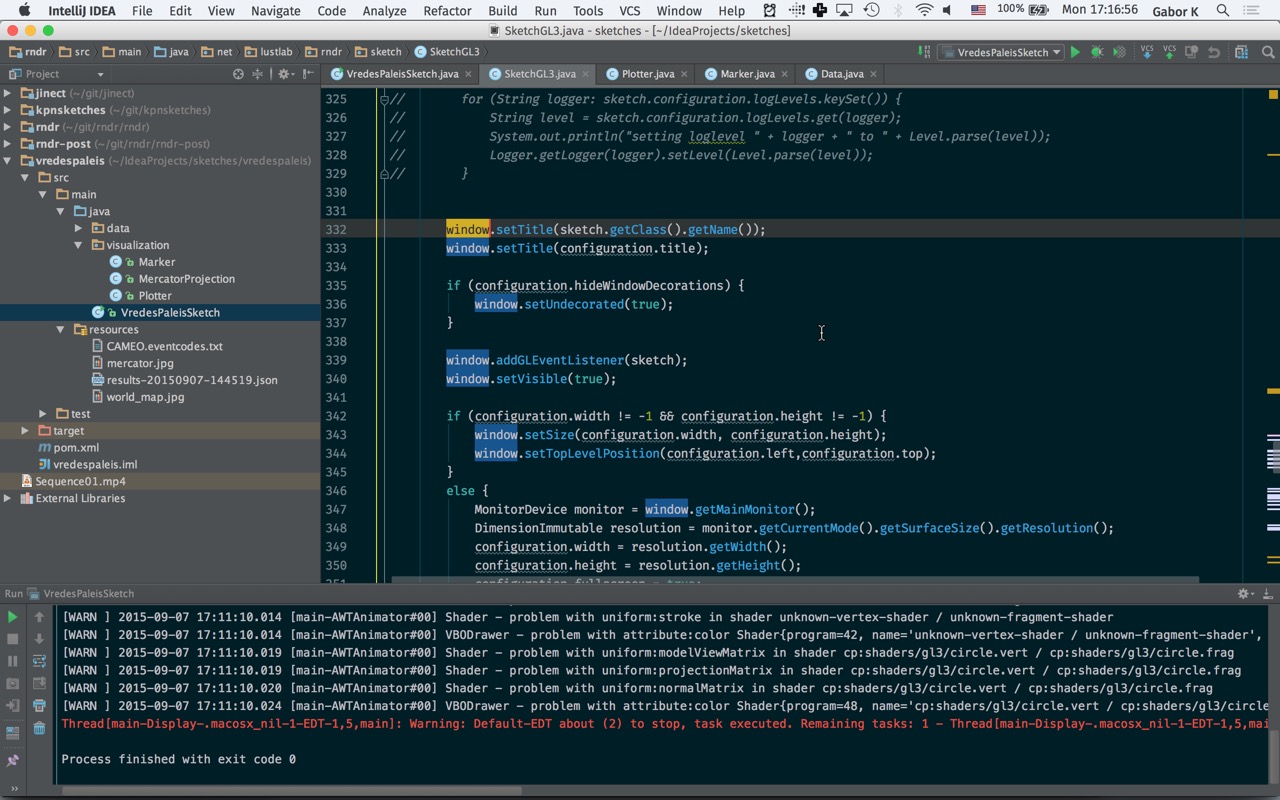 IntelliJ IDEA File Edit View Navigate Code Analyze Refactor Build Run Tools VCS Window Help 100% Mon 17:16:56 Gabor K
SketchGL3.java - sketches - [~/IdeaProjects/sketches]
rndr src main java net lustlab rndr sketch SketchGL3 VredesPaleisSketch VCS VCS
Project VredesPaleisSketch.java SketchGL3.java Plotter.java Marker.java Data.java
jinect (~/git/jinect)
kpnsketches (~/git/kpnsketches)
rndr (~/git/rndr/rndr)
rndr-post (~/git/rndr/rndr-post)
vredespaleis (~/IdeaProjects/sketches/vredespaleis)
src
main
java
data
visualization
Marker
MercatorProjection
Plotter
VredesPaleisSketch
resources
CAMEO.eventcodes.txt
mercator.jpg
results-20150907-144519.json
world_map.jpg
test
target
pom.xml
vredespaleis.iml
Sequence01.mp4
External Libraries
325 // for (String logger: sketch.configuration.logLevels.keySet()) {
326 // String level = sketch.configuration.logLevels.get(logger);
327 // System.out.println("setting loglevel " + logger + " to " + Level.parse(level));
328 // Logger.getLogger(logger).setLevel(Level.parse(level));
329 // }
330
331
332 window.setTitle(sketch.getClass().getName());
333 window.setTitle(configuration.title);
334
335 if (configuration.hideWindowDecorations) {
336 window.setUndecorated(true);
337 }
338
339 window.addGLEventListener(sketch);
340 window.setVisible(true);
341
342 if (configuration.width != -1 && configuration.height != -1) {
343 window.setSize(configuration.width, configuration.height);
344 window.setTopLevelPosition(configuration.left,configuration.top);
345 }
346 else {
347 MonitorDevice monitor = window.getMainMonitor();
348 DimensionImmutable resolution = monitor.getCurrentMode().getSurfaceSize().getResolution();
349 configuration.width = resolution.getWidth();
350 configuration.height = resolution.getHeight();
351 configuration.fullscreen = true;
Run VredesPaleisSketch
[WARN ] 2015-09-07 17:11:10.014 [main-AWTAnimator#00] Shader - problem with uniform:stroke in shader unknown-vertex-shader / unknown-fragment-shader
[WARN ] 2015-09-07 17:11:10.014 [main-AWTAnimator#00] VBODrawer - problem with attribute:color Shader{program=42, name='unknown-vertex-shader / unknown-fragment-shader',
[WARN ] 2015-09-07 17:11:10.019 [main-AWTAnimator#00] Shader - problem with uniform:modelViewMatrix in shader cp:shaders/gl3/circle.vert / cp:shaders/gl3/circle.frag
[WARN ] 2015-09-07 17:11:10.019 [main-AWTAnimator#00] Shader - problem with uniform:projectionMatrix in shader cp:shaders/gl3/circle.vert / cp:shaders/gl3/circle.frag
[WARN ] 2015-09-07 17:11:10.020 [main-AWTAnimator#00] Shader - problem with uniform:normalMatrix in shader cp:shaders/gl3/circle.vert / cp:shaders/gl3/circle.frag
[WARN ] 2015-09-07 17:11:10.024 [main-AWTAnimator#00] VBODrawer - problem with attribute:color Shader{program=48, name='cp:shaders/gl3/circle.vert / cp:shaders/gl3/circle
Thread[main-Display-.macosx_nil-1-EDT-1,5,main]: Warning: Default-EDT about (2) to stop, task executed. Remaining tasks: 1 - Thread[main-Display-.macosx_nil-1-EDT-1,5,mai
Process finished with exit code 0